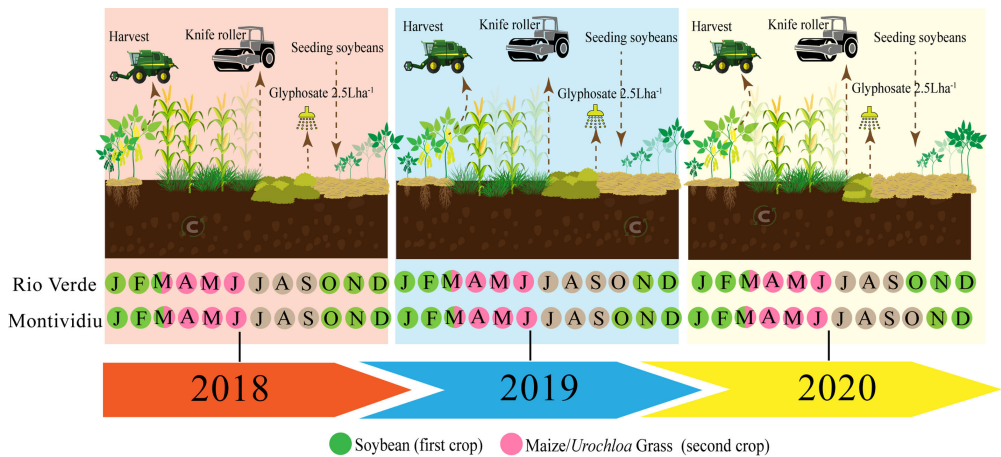 Harvest
Knife roller
Seeding soybeans
Glyphosate 2.5Lha⁻¹
C
Harvest
Knife roller
Seeding soybeans
Glyphosate 2.5Lha⁻¹
C
Harvest
Knife roller
Seeding soybeans
Glyphosate 2.5Lha⁻¹
C
Rio Verde J F M A M J J A S O N D J F M A M J J A S O N D J F M A M J J A S O N D
Montividiu J F M A M J J A S O N D J F M A M J J A S O N D J F M A M J J A S O N D
2018 2019 2020
Soybean (first crop) Maize/Urochloa Grass (second crop)